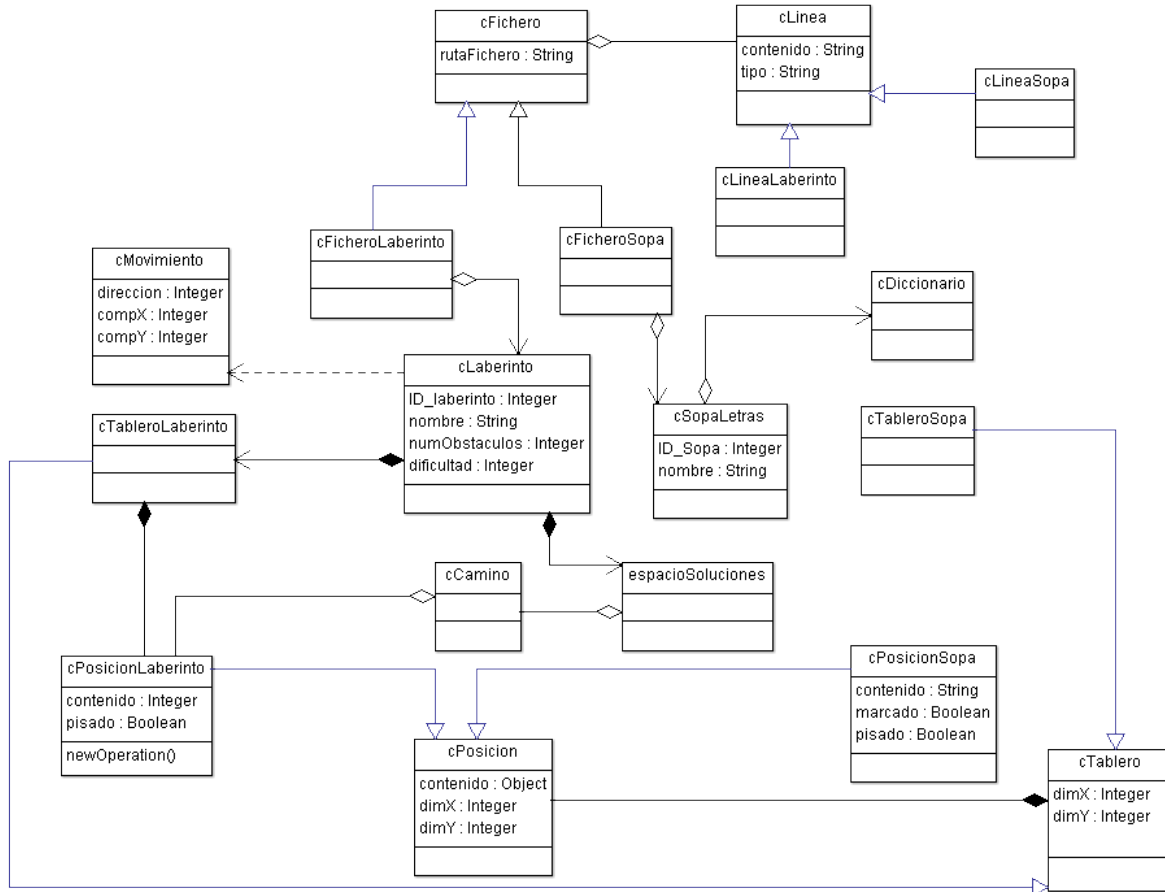 cFichero
rutaFichero : String
cLinea
contenido : String
tipo : String
cLineaSopa
cLineaLaberinto
cFicheroLaberinto
cFicheroSopa
cMovimiento
direccion : Integer
compX : Integer
compY : Integer
cDiccionario
cLaberinto
ID_laberinto : Integer
nombre : String
numObstaculos : Integer
dificultad : Integer
cSopaLetras
ID_Sopa : Integer
nombre : String
cTableroSopa
cTableroLaberinto
cCamino
espacioSoluciones
cPosicionLaberinto
contenido : Integer
pisado : Boolean
newOperation()
cPosicionSopa
contenido : String
marcado : Boolean
pisado : Boolean
cPosicion
contenido : Object
dimX : Integer
dimY : Integer
cTablero
dimX : Integer
dimY : Integer